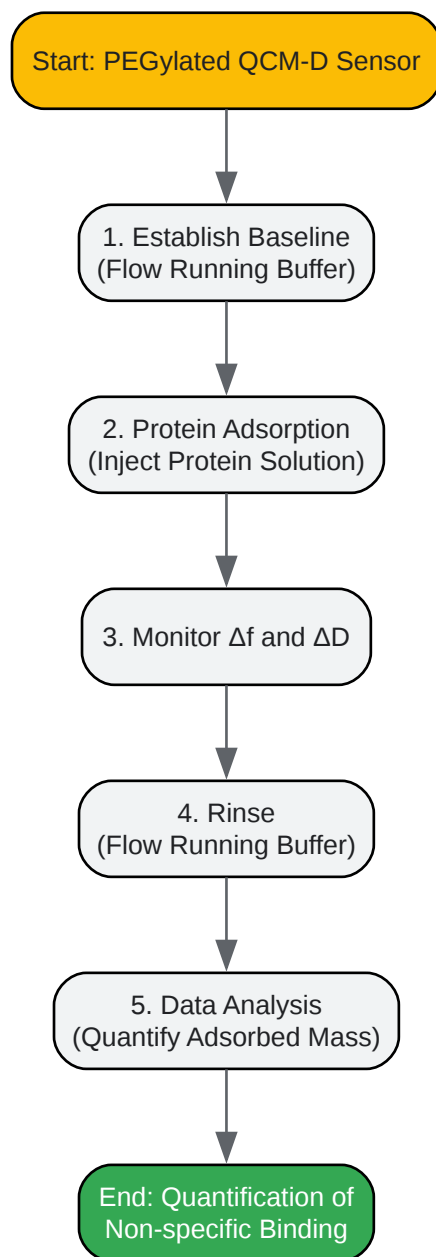 Start: PEGylated QCM-D Sensor
1. Establish Baseline
(Flow Running Buffer)
2. Protein Adsorption
(Inject Protein Solution)
3. Monitor Δf and ΔD
4. Rinse
(Flow Running Buffer)
5. Data Analysis
(Quantify Adsorbed Mass)
End: Quantification of
Non-specific Binding